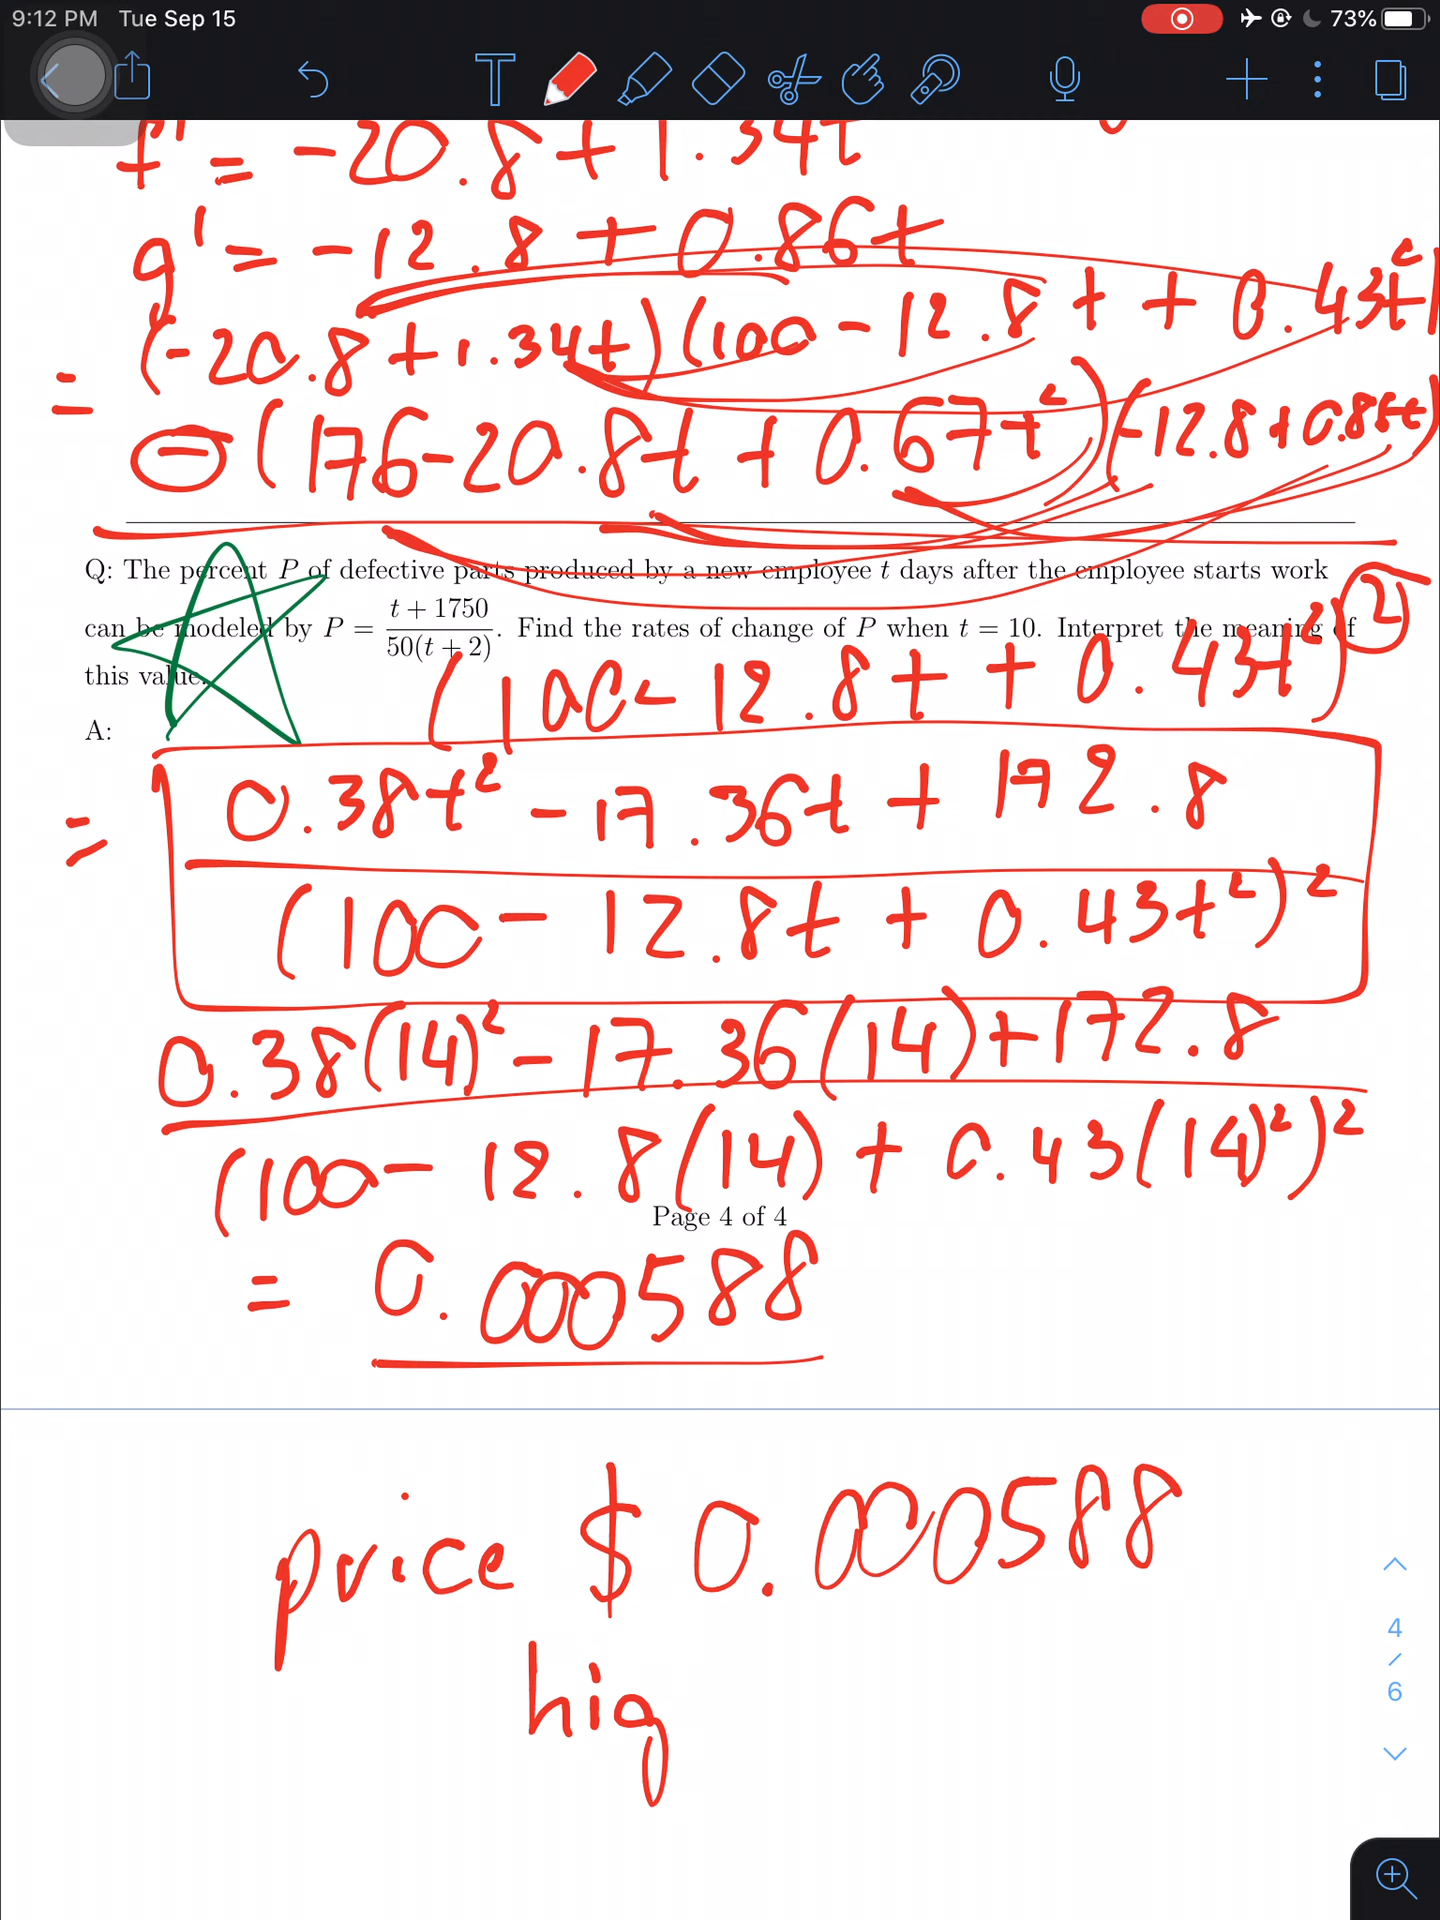 9:12 PM Tue Sep 15 73%
T
f' = -20.8 + 1.34t
g' = -12.8 + 0.86t
= (-20.8 + 1.34t)(100 - 12.8t + 0.43t²)
- (176 - 20.8t + 0.67t²)(-12.8 + 0.86t)
Q: The percent P of defective parts produced by a new employee t days after the employee starts work
can be modeled by P = (t + 1750)/(50(t + 2)). Find the rates of change of P when t = 10. Interpret the meaning of
this value.
(100 - 12.8t + 0.43t²)²
A:
= 0.38t² - 17.36t + 172.8
(100 - 12.8t + 0.43t²)²
0.38(14)² - 17.36(14) + 172.8
(100 - 12.8(14) + 0.43(14)²)²
Page 4 of 4
= 0.000588
price $ 0.000588
hig
4
/
6